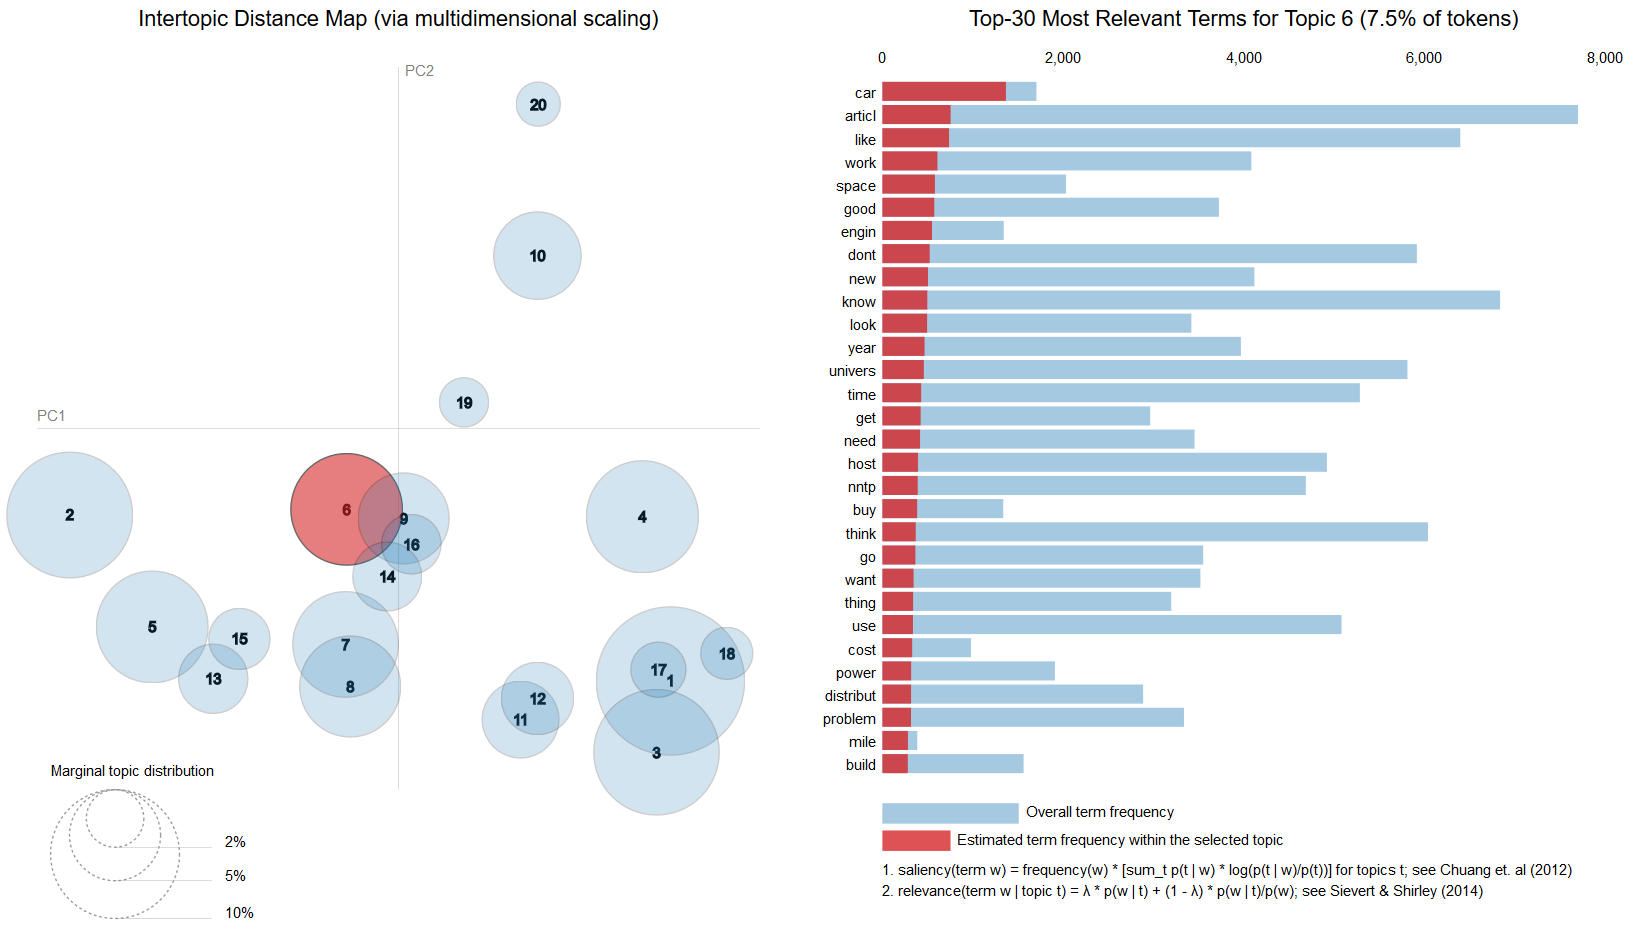 Intertopic Distance Map (via multidimensional scaling)
PC2
PC1
20
10
19
2
6
9
4
16
14
5
15
7
13
8
17
1
18
12
11
3
Marginal topic distribution
2%
5%
10%
Top-30 Most Relevant Terms for Topic 6 (7.5% of tokens)
0 2,000 4,000 6,000 8,000
car
articl
like
work
space
good
engin
dont
new
know
look
year
univers
time
get
need
host
nntp
buy
think
go
want
thing
use
cost
power
distribut
problem
mile
build
Overall term frequency
Estimated term frequency within the selected topic
1. saliency(term w) = frequency(w) * [sum_t p(t | w) * log(p(t | w)/p(t))] for topics t; see Chuang et. al (2012)
2. relevance(term w | topic t) = λ * p(w | t) + (1 - λ) * p(w | t)/p(w); see Sievert & Shirley (2014)